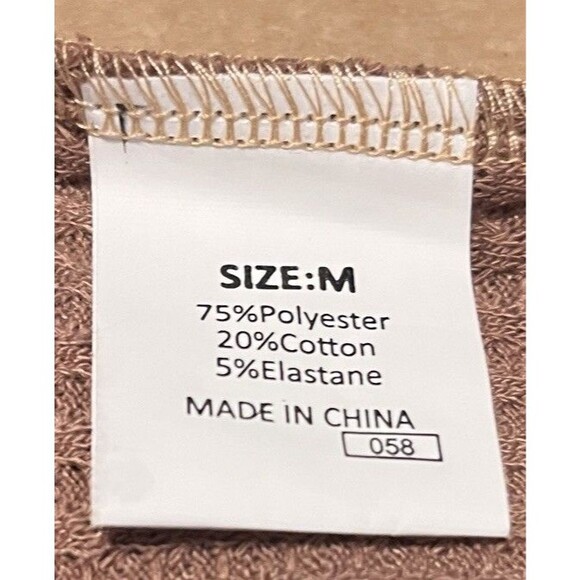 SIZE:M
75%Polyester
20%Cotton
5%Elastane
MADE IN CHINA
058